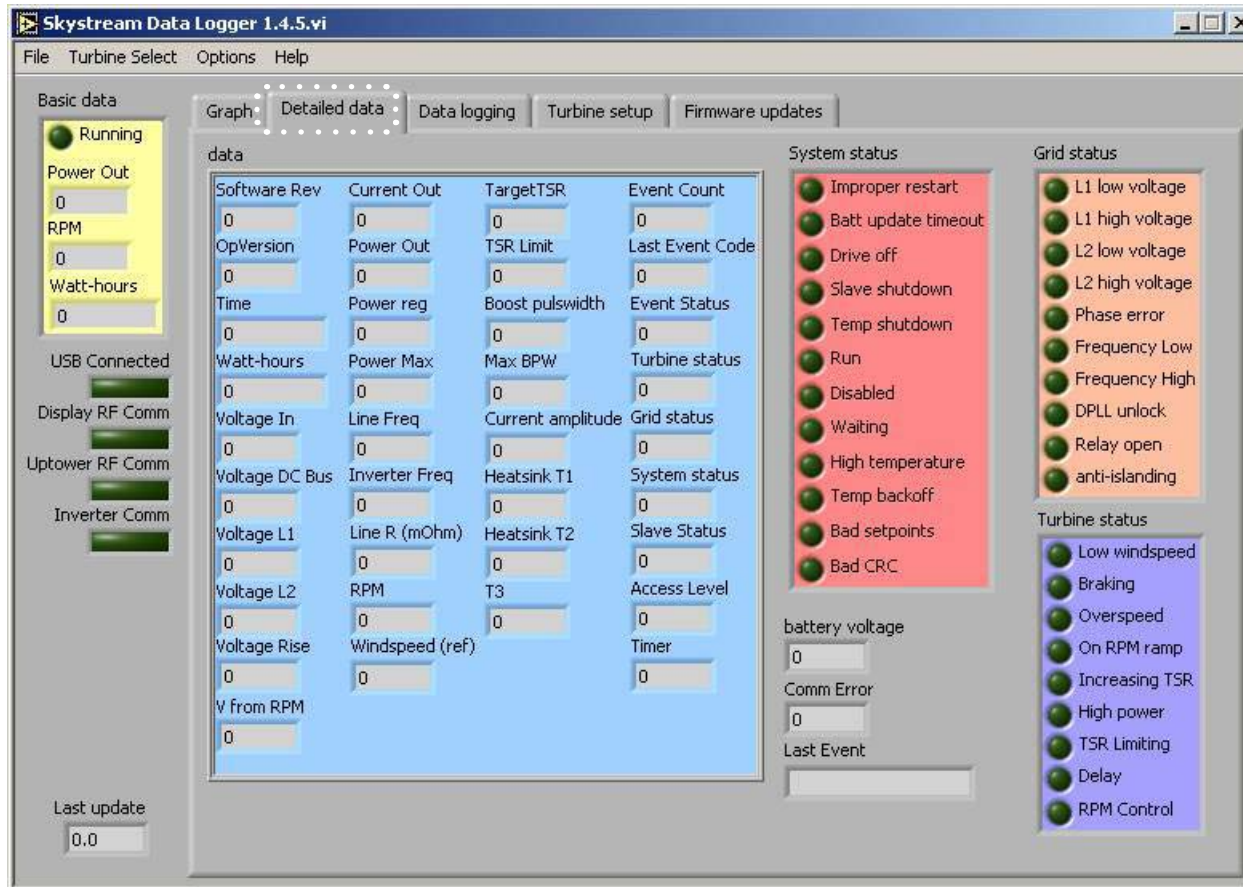 Skystream Data Logger 1.4.5.vi
File Turbine Select Options Help
Basic data
Running
Power Out
0
RPM
0
Watt-hours
0
USB Connected
Display RF Comm
Uptower RF Comm
Inverter Comm
Last update
0.0
Graph Detailed data Data logging Turbine setup Firmware updates
data
Software Rev Current Out TargetTSR Event Count
0 0 0 0
OpVersion Power Out TSR Limit Last Event Code
0 0 0 0
Time Power reg Boost pulswidth Event Status
0 0 0 0
Watt-hours Power Max Max BPW Turbine status
0 0 0 0
Voltage In Line Freq Current amplitude Grid status
0 0 0 0
Voltage DC Bus Inverter Freq Heatsink T1 System status
0 0 0 0
Voltage L1 Line R (mOhm) Heatsink T2 Slave Status
0 0 0 0
Voltage L2 RPM T3 Access Level
0 0 0 0
Voltage Rise Windspeed (ref) Timer
0 0 0
V from RPM
0
System status
Improper restart
Batt update timeout
Drive off
Slave shutdown
Temp shutdown
Run
Disabled
Waiting
High temperature
Temp backoff
Bad setpoints
Bad CRC
battery voltage
0
Comm Error
0
Last Event
Grid status
L1 low voltage
L1 high voltage
L2 low voltage
L2 high voltage
Phase error
Frequency Low
Frequency High
DPLL unlock
Relay open
anti-islanding
Turbine status
Low windspeed
Braking
Overspeed
On RPM ramp
Increasing TSR
High power
TSR Limiting
Delay
RPM Control